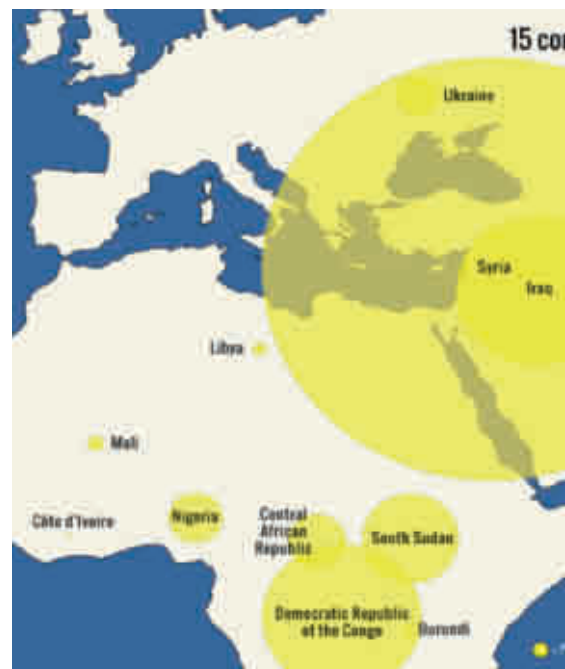 15 con
Ukraine
Syria
Iraq
Libya
Mali
Nigeria
Côte d'Ivoire
Central
African
Republic
South Sudan
Democratic Republic
of the Congo
Burundi